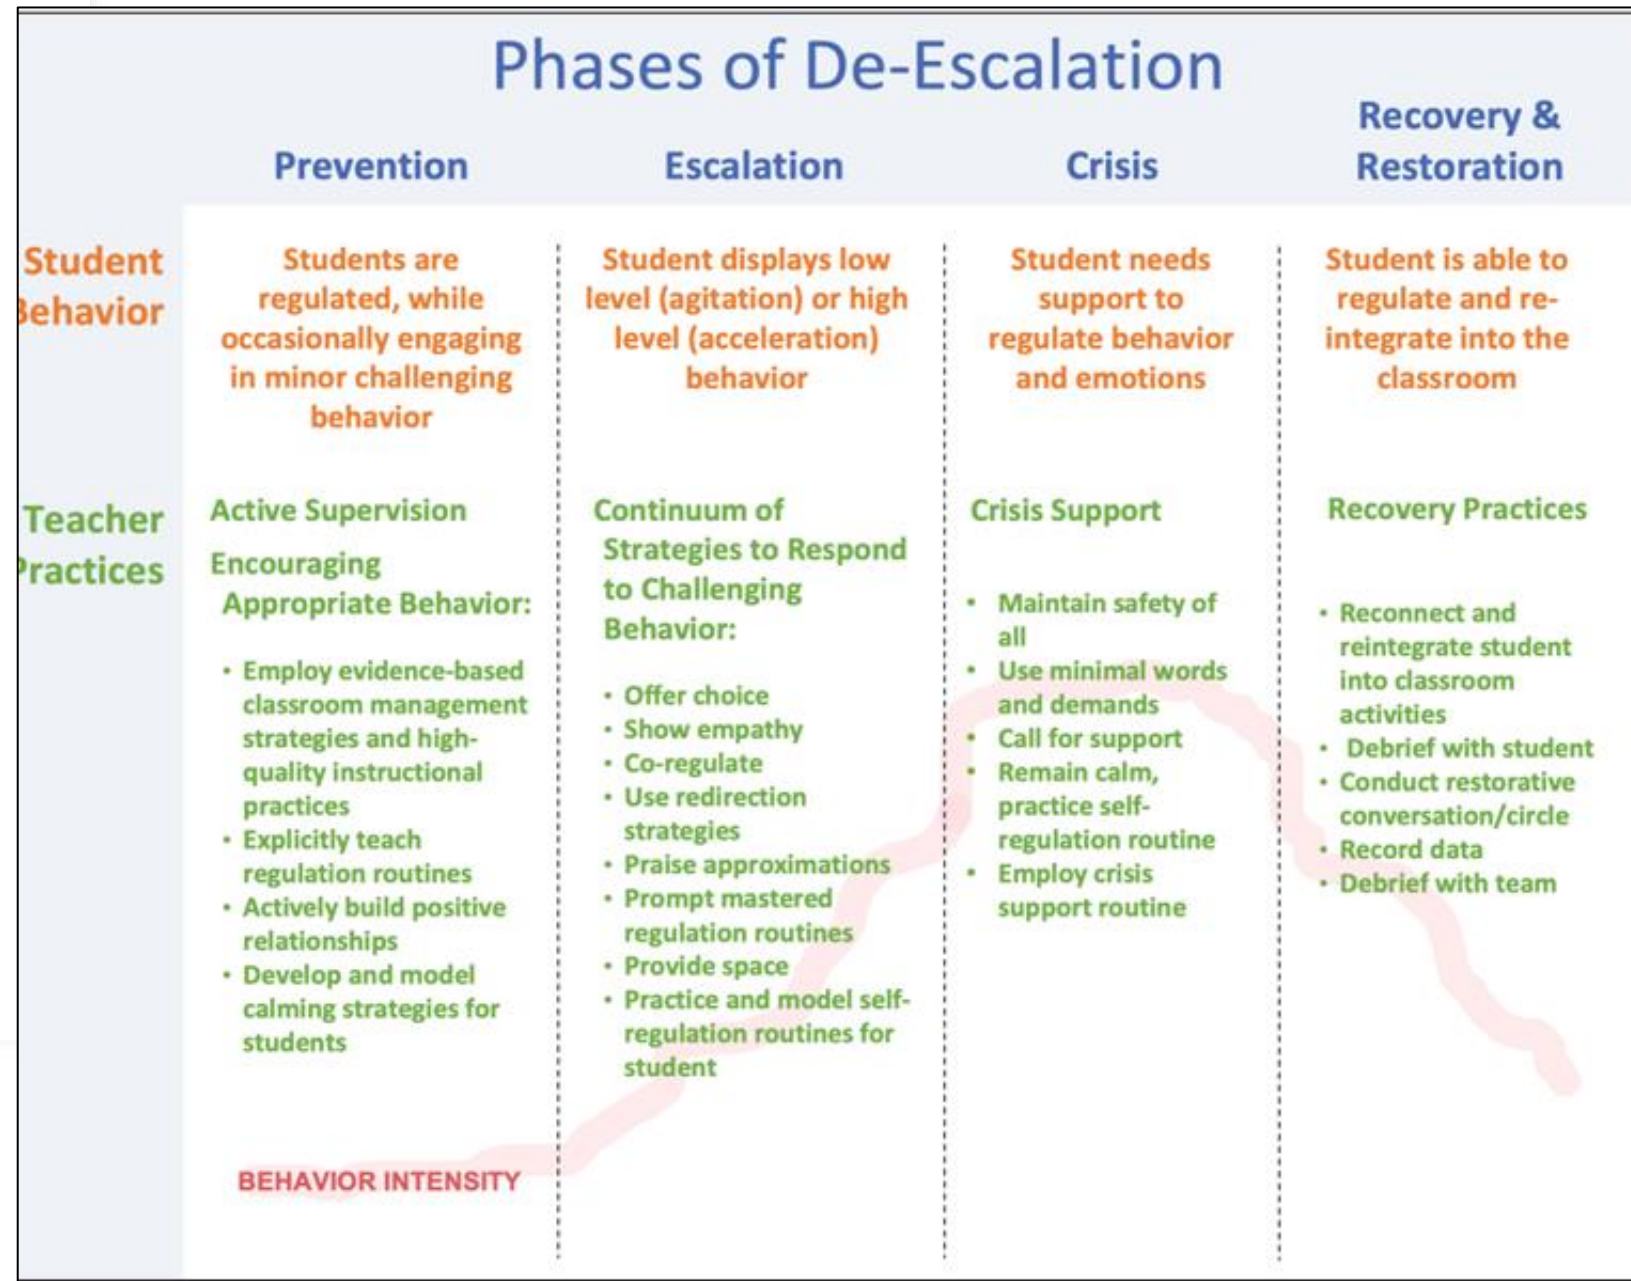 Phases of De-Escalation
Prevention
Escalation
Crisis
Recovery &
Restoration
Student
Behavior
Students are
regulated, while
occasionally engaging
in minor challenging
behavior
Student displays low
level (agitation) or high
level (acceleration)
behavior
Student needs
support to
regulate behavior
and emotions
Student is able to
regulate and re-
integrate into the
classroom
Teacher
Practices
Active Supervision
Encouraging
Appropriate Behavior:
• Employ evidence-based
classroom management
strategies and high-
quality instructional
practices
• Explicitly teach
regulation routines
• Actively build positive
relationships
• Develop and model
calming strategies for
students
Continuum of
Strategies to Respond
to Challenging
Behavior:
• Offer choice
• Show empathy
• Co-regulate
• Use redirection
strategies
• Praise approximations
• Prompt mastered
regulation routines
• Provide space
• Practice and model self-
regulation routines for
student
Crisis Support
• Maintain safety of
all
• Use minimal words
and demands
• Call for support
• Remain calm,
practice self-
regulation routine
• Employ crisis
support routine
Recovery Practices
• Reconnect and
reintegrate student
into classroom
activities
• Debrief with student
• Conduct restorative
conversation/circle
• Record data
• Debrief with team
BEHAVIOR INTENSITY